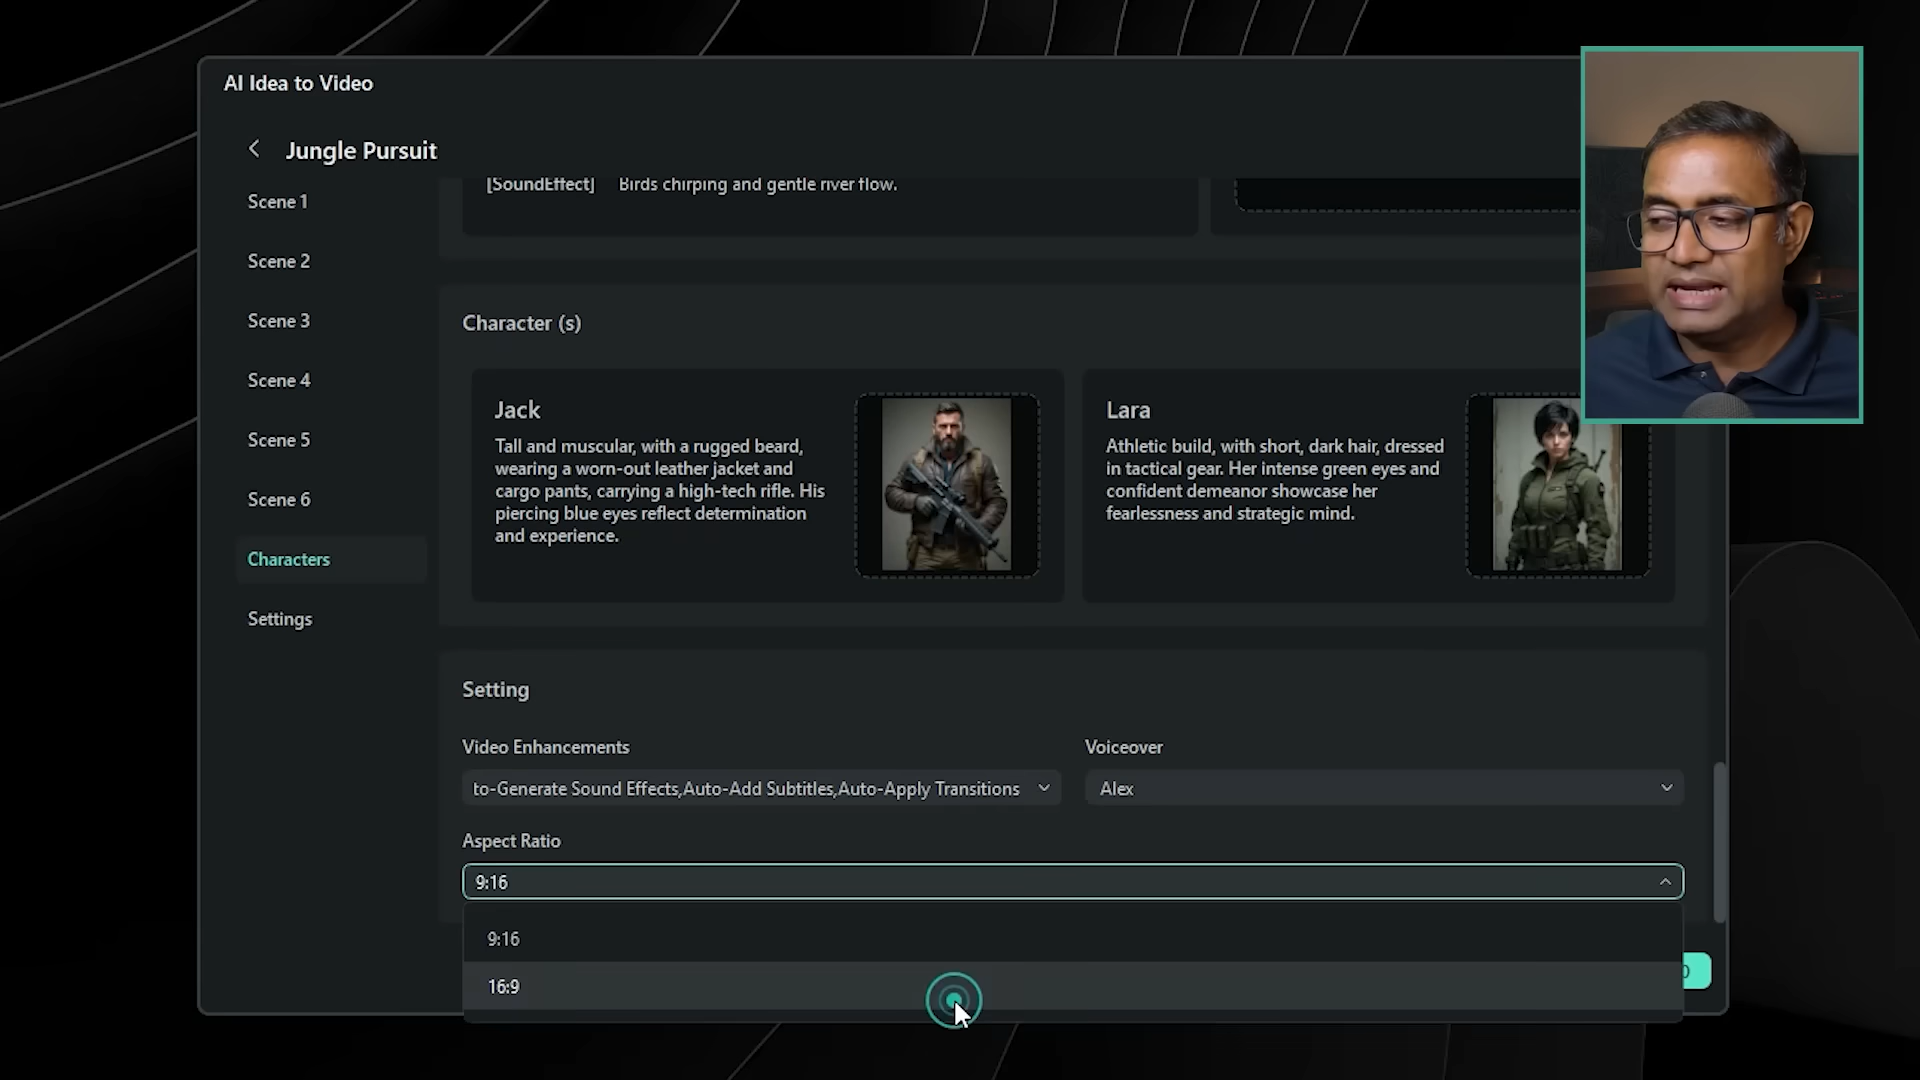 AI Idea to Video
Jungle Pursuit
Scene 1
Scene 2
Scene 3
Scene 4
Scene 5
Scene 6
Characters
Settings
[SoundEffect] Birds chirping and gentle river flow.
Character (s)
Jack
Tall and muscular, with a rugged beard,
wearing a worn-out leather jacket and
cargo pants, carrying a high-tech rifle. His
piercing blue eyes reflect determination
and experience.
Lara
Athletic build, with short, dark hair, dressed
in tactical gear. Her intense green eyes and
confident demeanor showcase her
fearlessness and strategic mind.
Setting
Video Enhancements
to-Generate Sound Effects,Auto-Add Subtitles,Auto-Apply Transitions
Voiceover
Alex
Aspect Ratio
9:16
9:16
16:9